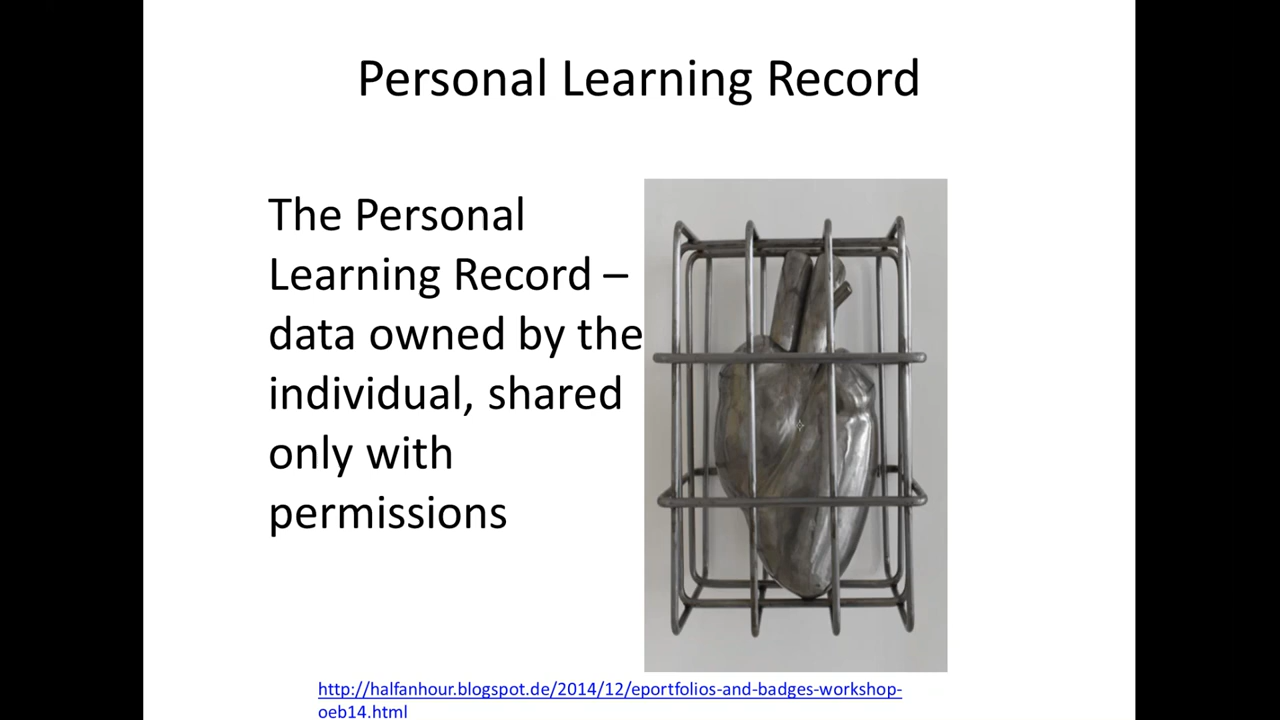 Personal Learning Record
The Personal
Learning Record –
data owned by the
individual, shared
only with
permissions
http://halfanhour.blogspot.de/2014/12/eportfolios-and-badges-workshop-
oeb14.html